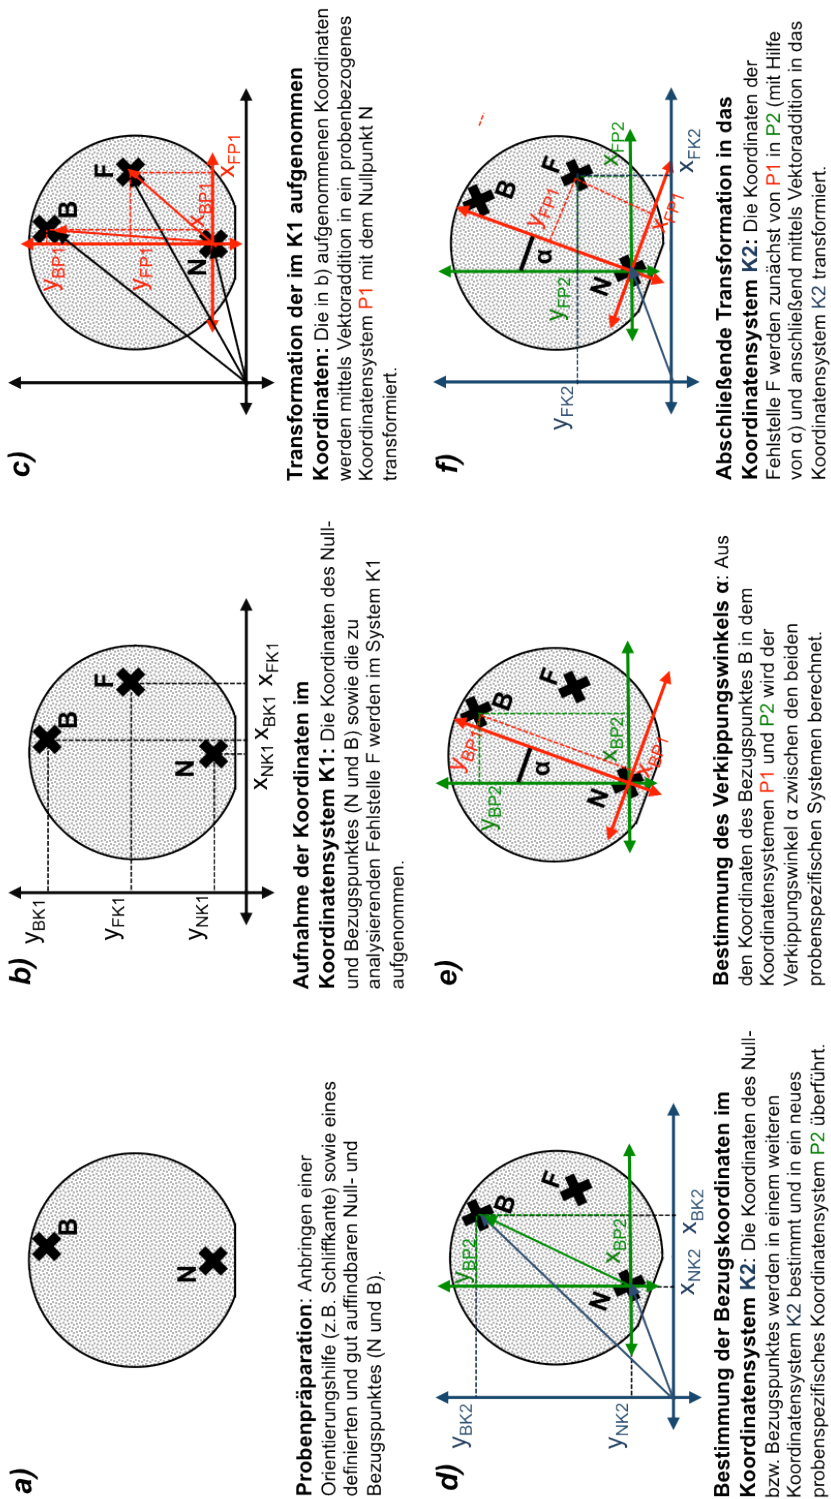 a)
B
N
Probenpräparation: Anbringen einer
Orientierungshilfe (z.B. Schliffkante) sowie eines
definierten und gut auffindbaren Null- und
Bezugspunktes (N und B).
b)
yBK1
yFK1
yNK1
B
F
N
xNK1 xBK1 xFK1
Aufnahme der Koordinaten im
Koordinatensystem K1: Die Koordinaten des Null-
und Bezugspunktes (N und B) sowie die zu
analysierenden Fehlstelle F werden im System K1
aufgenommen.
c)
yBP1
B
yFP1
F
xBP1
N
xFP1
Transformation der im K1 aufgenommen
Koordinaten: Die in b) aufgenommenen Koordinaten
werden mittels Vektoraddition in ein probenbezogenes
Koordinatensystem P1 mit dem Nullpunkt N
transformiert.
d)
yBK2
yBP2
B
F
yNK2
N
xBP2
xNK2
xBK2
Bestimmung der Bezugskoordinaten im
Koordinatensystem K2: Die Koordinaten des Null-
bzw. Bezugspunktes werden in einem weiteren
Koordinatensystem K2 bestimmt und in ein neues
probenspezifisches Koordinatensystem P2 überführt.
e)
yBP1
yBP2
B
α
F
N
xBP2
xBP1
Bestimmung des Verkippungswinkels α: Aus
den Koordinaten des Bezugspunktes B in dem
Koordinatensystemen P1 und P2 wird der
Verkippungswinkel α zwischen den beiden
probenspezifischen Systemen berechnet.
f)
B
yFP1
α
F
yFP2
yFK2
N
xFP2
xFP1
xFK2
Abschließende Transformation in das
Koordinatensystem K2: Die Koordinaten der
Fehlstelle F werden zunächst von P1 in P2 (mit Hilfe
von α) und anschließend mittels Vektoraddition in das
Koordinatensystem K2 transformiert.